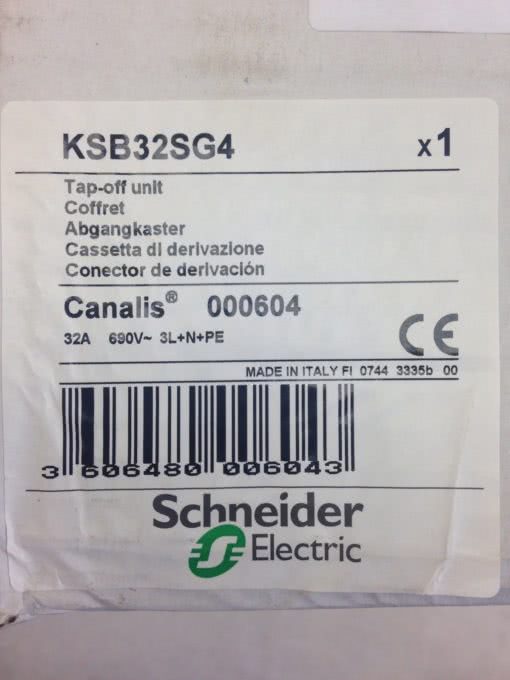 KSB32SG4 x1
Tap-off unit
Coffret
Abgangkaster
Cassetta di derivazione
Conector de derivación
Canalis® 000604
32A 690V~ 3L+N+PE
CE
MADE IN ITALY FI 0744 3335b 00
3 606480 006043
Schneider
Electric